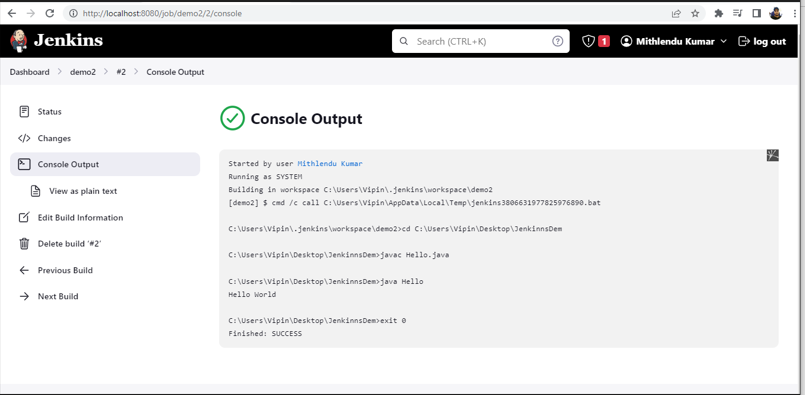 http://localhost:8080/job/demo2/2/console
Jenkins
Search (CTRL+K)
?
1
Mithlendu Kumar
log out
Dashboard > demo2 > #2 > Console Output
Status
Changes
Console Output
View as plain text
Edit Build Information
Delete build '#2'
Previous Build
Next Build
Console Output
Started by user Mithlendu Kumar
Running as SYSTEM
Building in workspace C:\Users\Vipin\.jenkins\workspace\demo2
[demo2] $ cmd /c call C:\Users\Vipin\AppData\Local\Temp\jenkins3806631977825976890.bat
C:\Users\Vipin\.jenkins\workspace\demo2>cd C:\Users\Vipin\Desktop\JenkinnsDem
C:\Users\Vipin\Desktop\JenkinnsDem>javac Hello.java
C:\Users\Vipin\Desktop\JenkinnsDem>java Hello
Hello World
C:\Users\Vipin\Desktop\JenkinnsDem>exit 0
Finished: SUCCESS